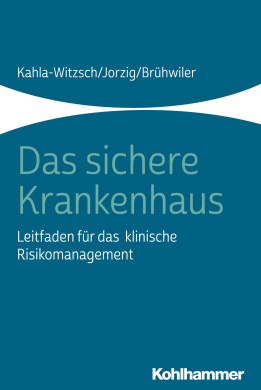 Kahla-Witzsch/Jorzig/Brühwiler
Das sichere
Krankenhaus
Leitfaden für das klinische
Risikomanagement
Kohlhammer